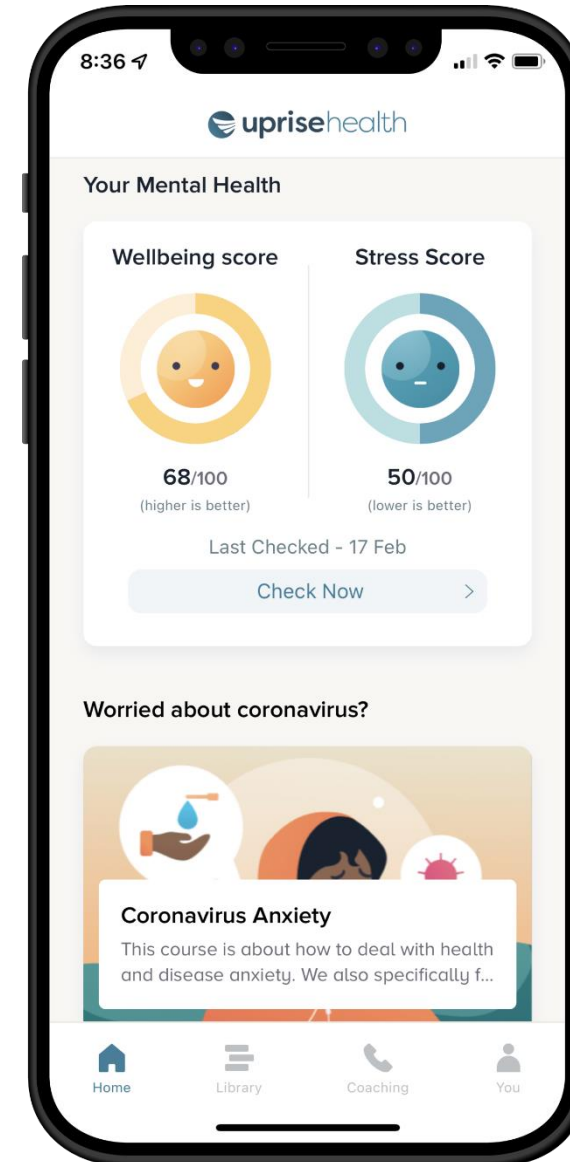 8:36
uprisehealth
Your Mental Health
Wellbeing score
Stress Score
68/100
50/100
(higher is better)
(lower is better)
Last Checked - 17 Feb
Check Now
Worried about coronavirus?
Coronavirus Anxiety
This course is about how to deal with health
and disease anxiety. We also specifically f...
Home
Library
Coaching
You